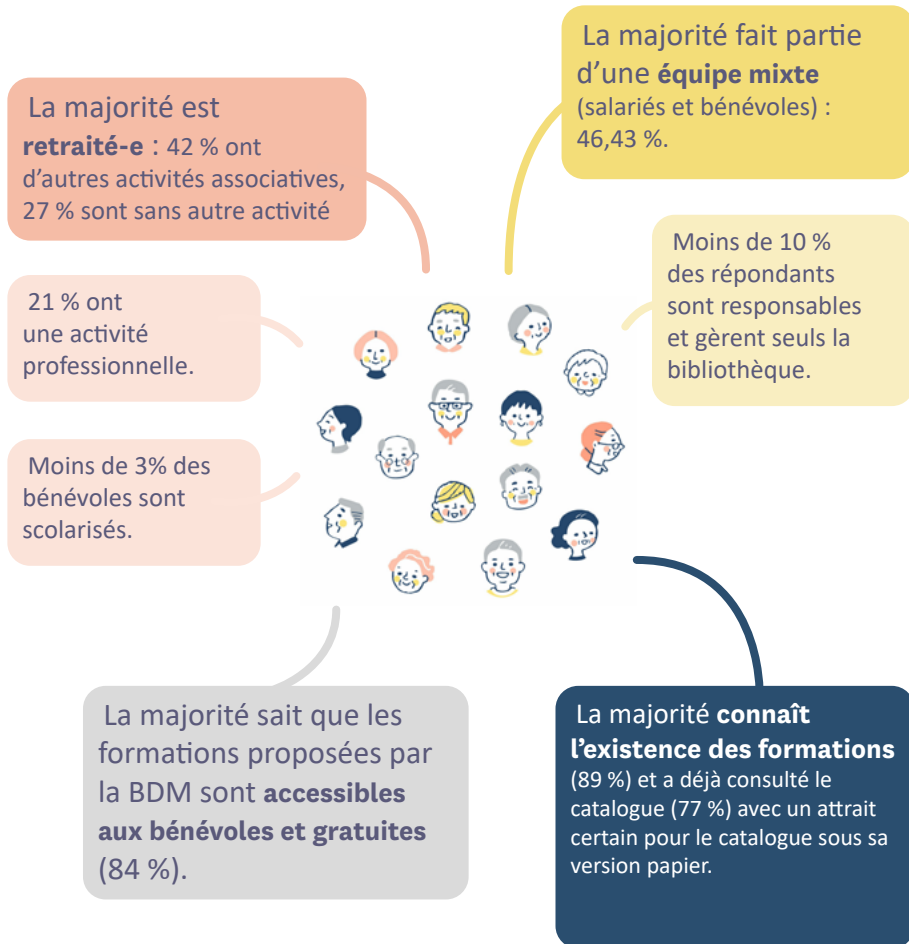 La majorité fait partie
d'une équipe mixte
(salariés et bénévoles) :
46,43 %.
La majorité est
retraité-e : 42 % ont
d'autres activités associatives,
27 % sont sans autre activité
Moins de 10 %
des répondants
sont responsables
et gèrent seuls la
bibliothèque.
21 % ont
une activité
professionnelle.
Moins de 3% des
bénévoles sont
scolarisés.
La majorité sait que les
formations proposées par
la BDM sont accessibles
aux bénévoles et gratuites
(84 %).
La majorité connaît
l'existence des formations
(89 %) et a déjà consulté le
catalogue (77 %) avec un attrait
certain pour le catalogue sous sa
version papier.